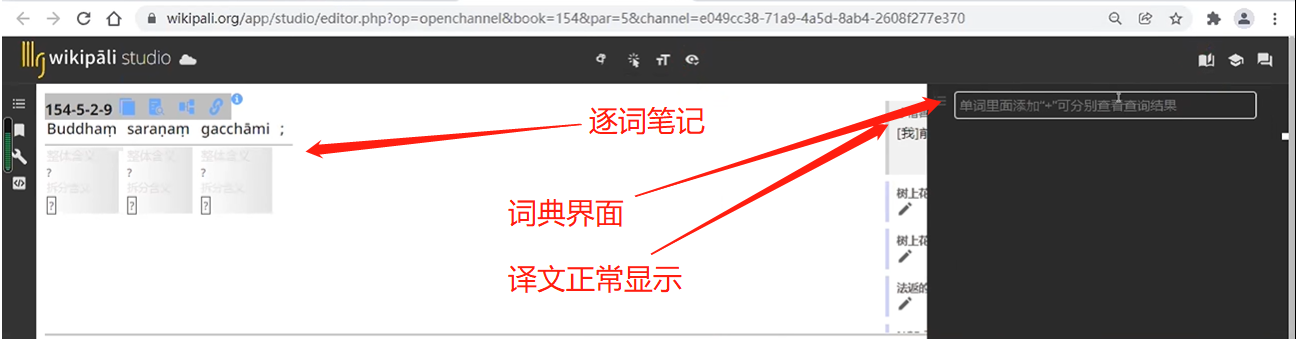 wikipali.org/app/studio/editor.php?op=openchannel&book=154&par=5&channel=e049cc38-71a9-4a5d-8ab4-2608f277e370
wikipāli studio
154-5-2-9
Buddhaṃ saraṇaṃ gacchāmi ;
整体含义 整体含义 整体含义
? ? ?
拆分含义 拆分含义 拆分含义
? ? ?
[我]
树上花
树上花
法返的
单词里面添加"+"可分别查看查询结果
逐词笔记
词典界面
译文正常显示